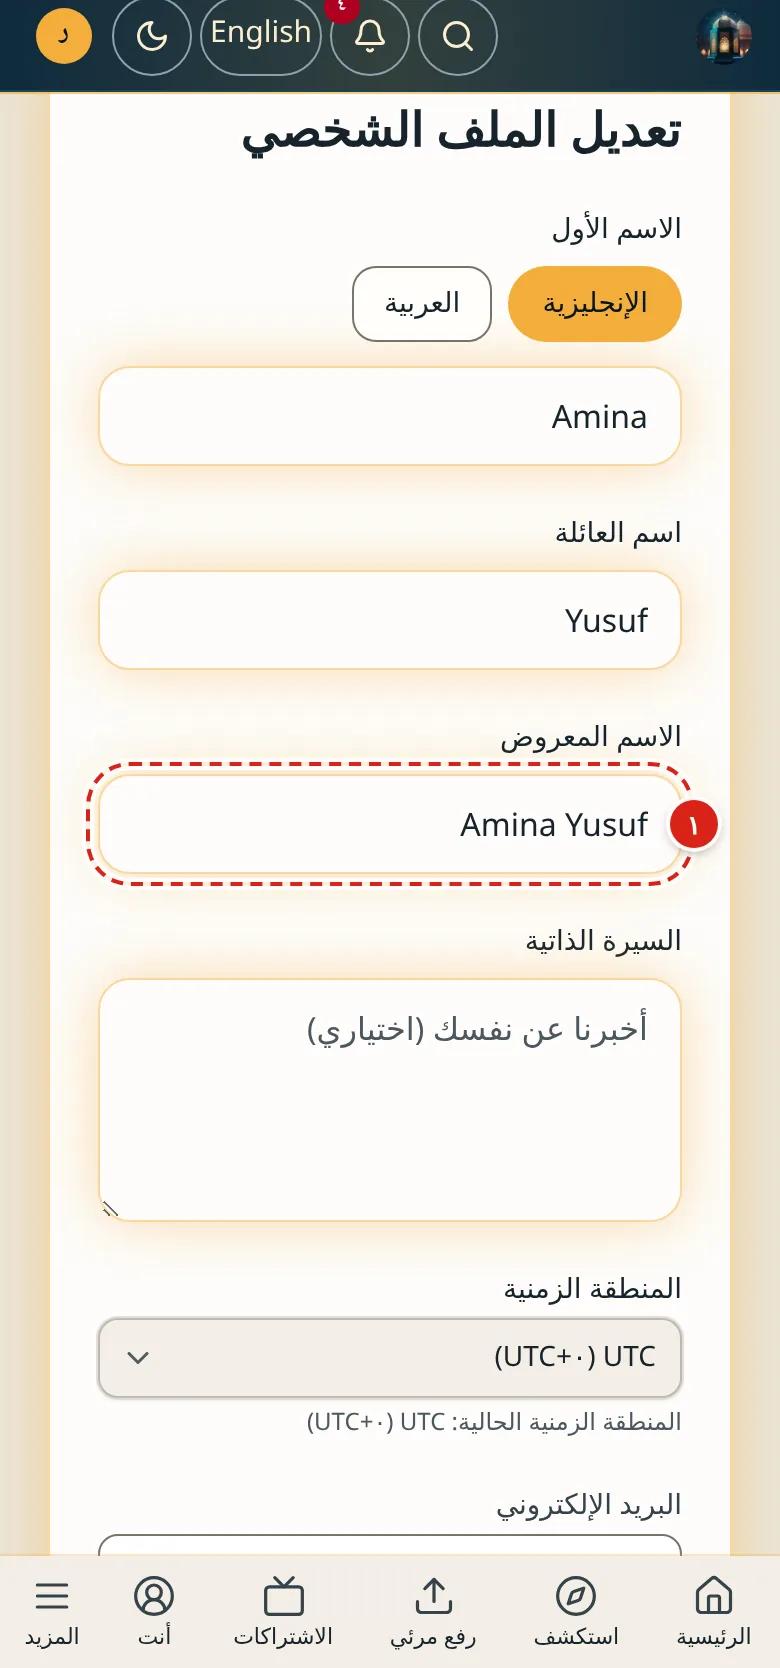 ٤
English
ر
تعديل الملف الشخصي
الاسم الأول
الإنجليزية
العربية
Amina
اسم العائلة
Yusuf
الاسم المعروض
Amina Yusuf
١
السيرة الذاتية
أخبرنا عن نفسك (اختياري)
المنطقة الزمنية
UTC (UTC+٠)
المنطقة الزمنية الحالية: UTC (UTC+٠)
البريد الإلكتروني
الرئيسية
استكشف
رفع مرئي
الاشتراكات
أنت
المزيد